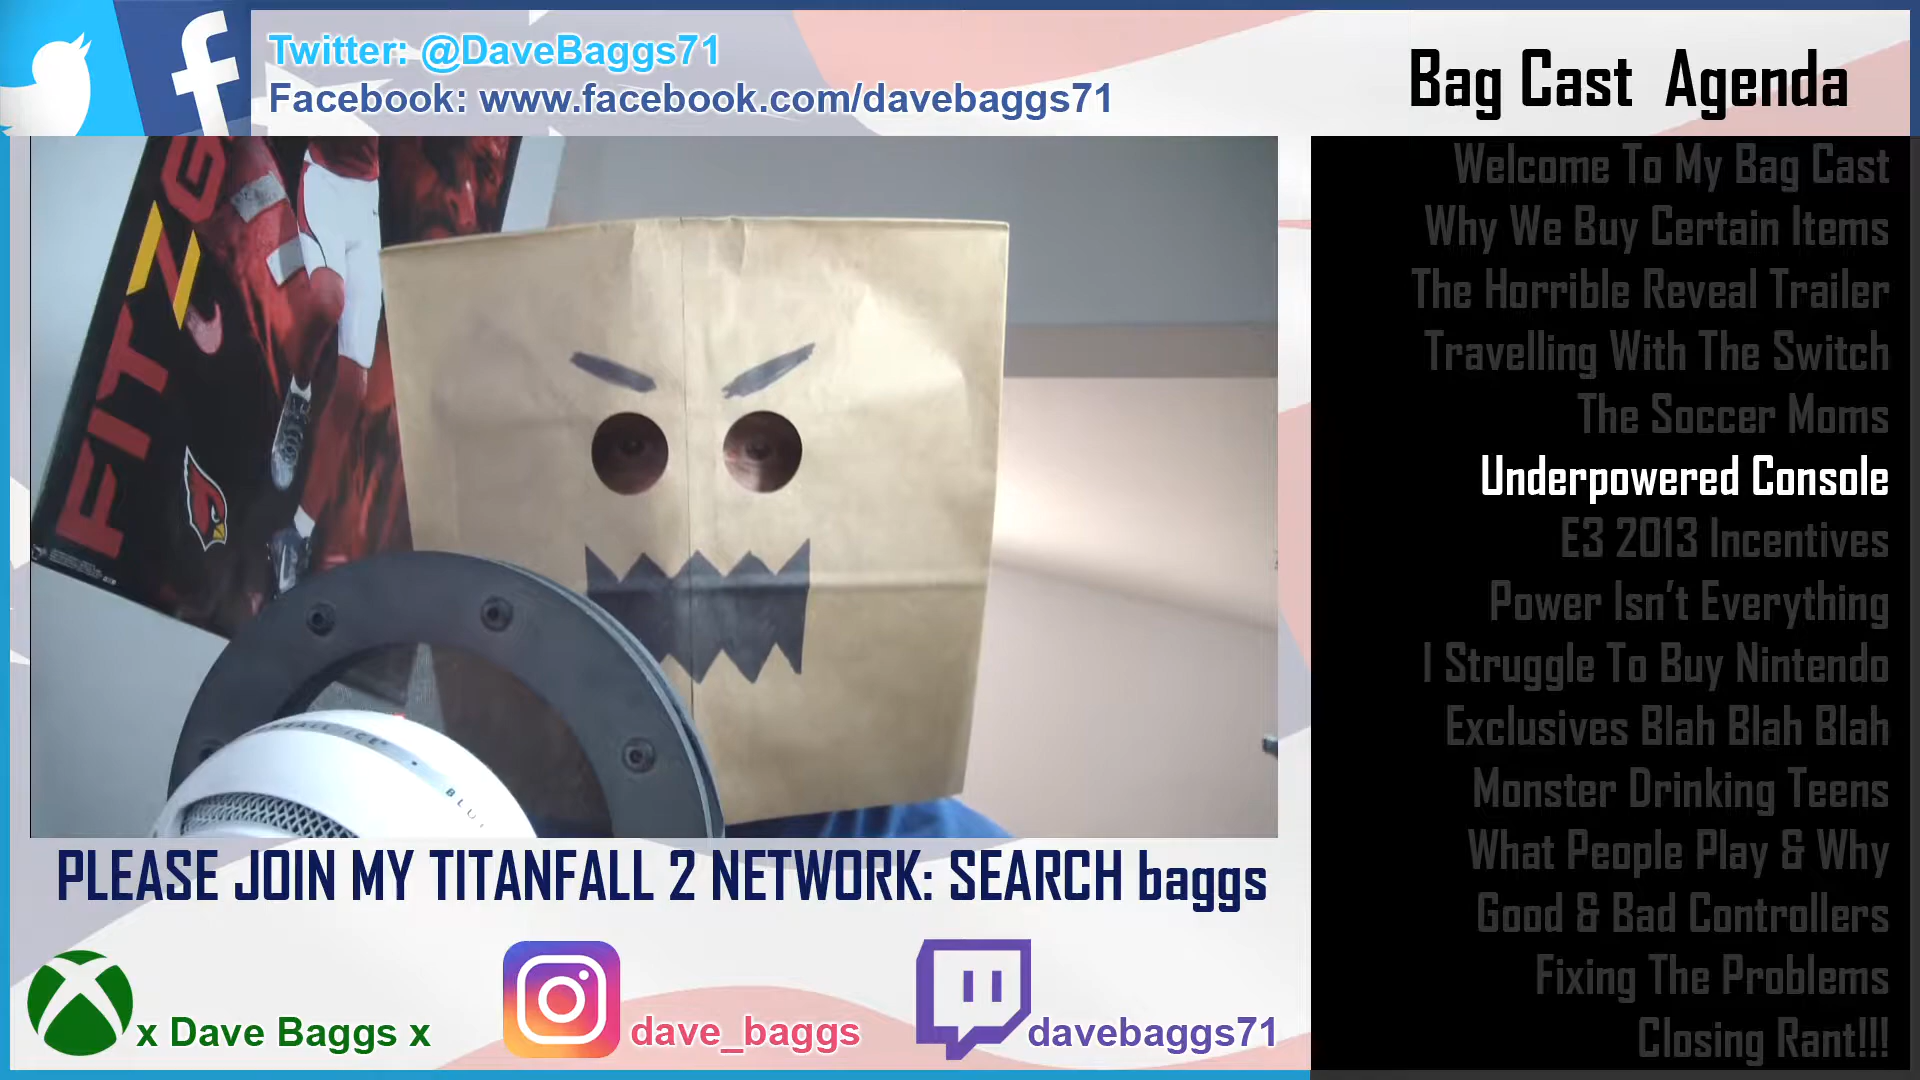 Twitter: @DaveBaggs71
Facebook: www.facebook.com/davebaggs71
Bag Cast Agenda
Welcome To My Bag Cast
Why We Buy Certain Items
The Horrible Reveal Trailer
Travelling With The Switch
The Soccer Moms
Underpowered Console
E3 2013 Incentives
Power Isn't Everything
I Struggle To Buy Nintendo
Exclusives Blah Blah Blah
Monster Drinking Teens
What People Play & Why
Good & Bad Controllers
Fixing The Problems
Closing Rant!!!
FITZG
ICE
BLU
PLEASE JOIN MY TITANFALL 2 NETWORK: SEARCH baggs
x Dave Baggs x
dave_baggs
davebaggs71